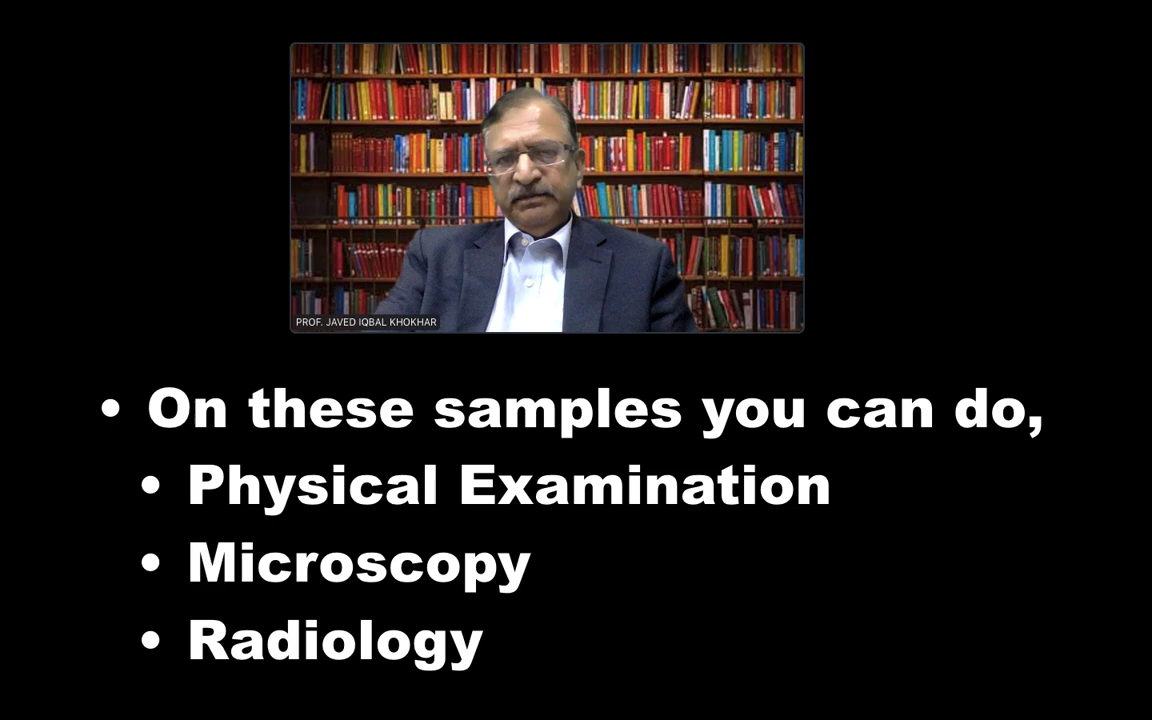 PROF. JAVED IQBAL KHOKHAR
• On these samples you can do,
• Physical Examination
• Microscopy
• Radiology